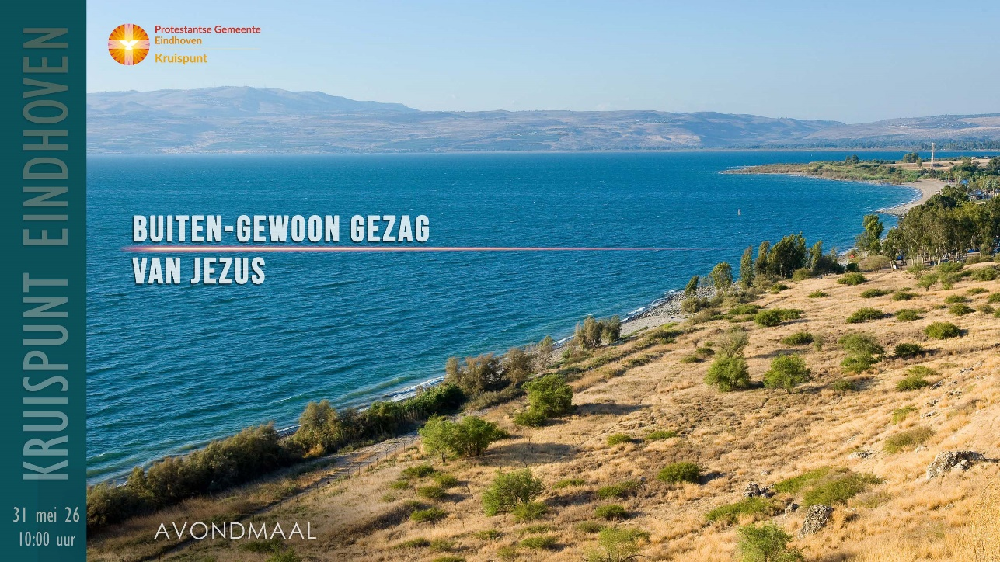 KRUISPUNT EINDHOVEN
31 mei 26
10:00 uur
Protestantse Gemeente
Eindhoven
Kruispunt
BUITEN-GEWOON GEZAG
VAN JEZUS
AVONDMAAL